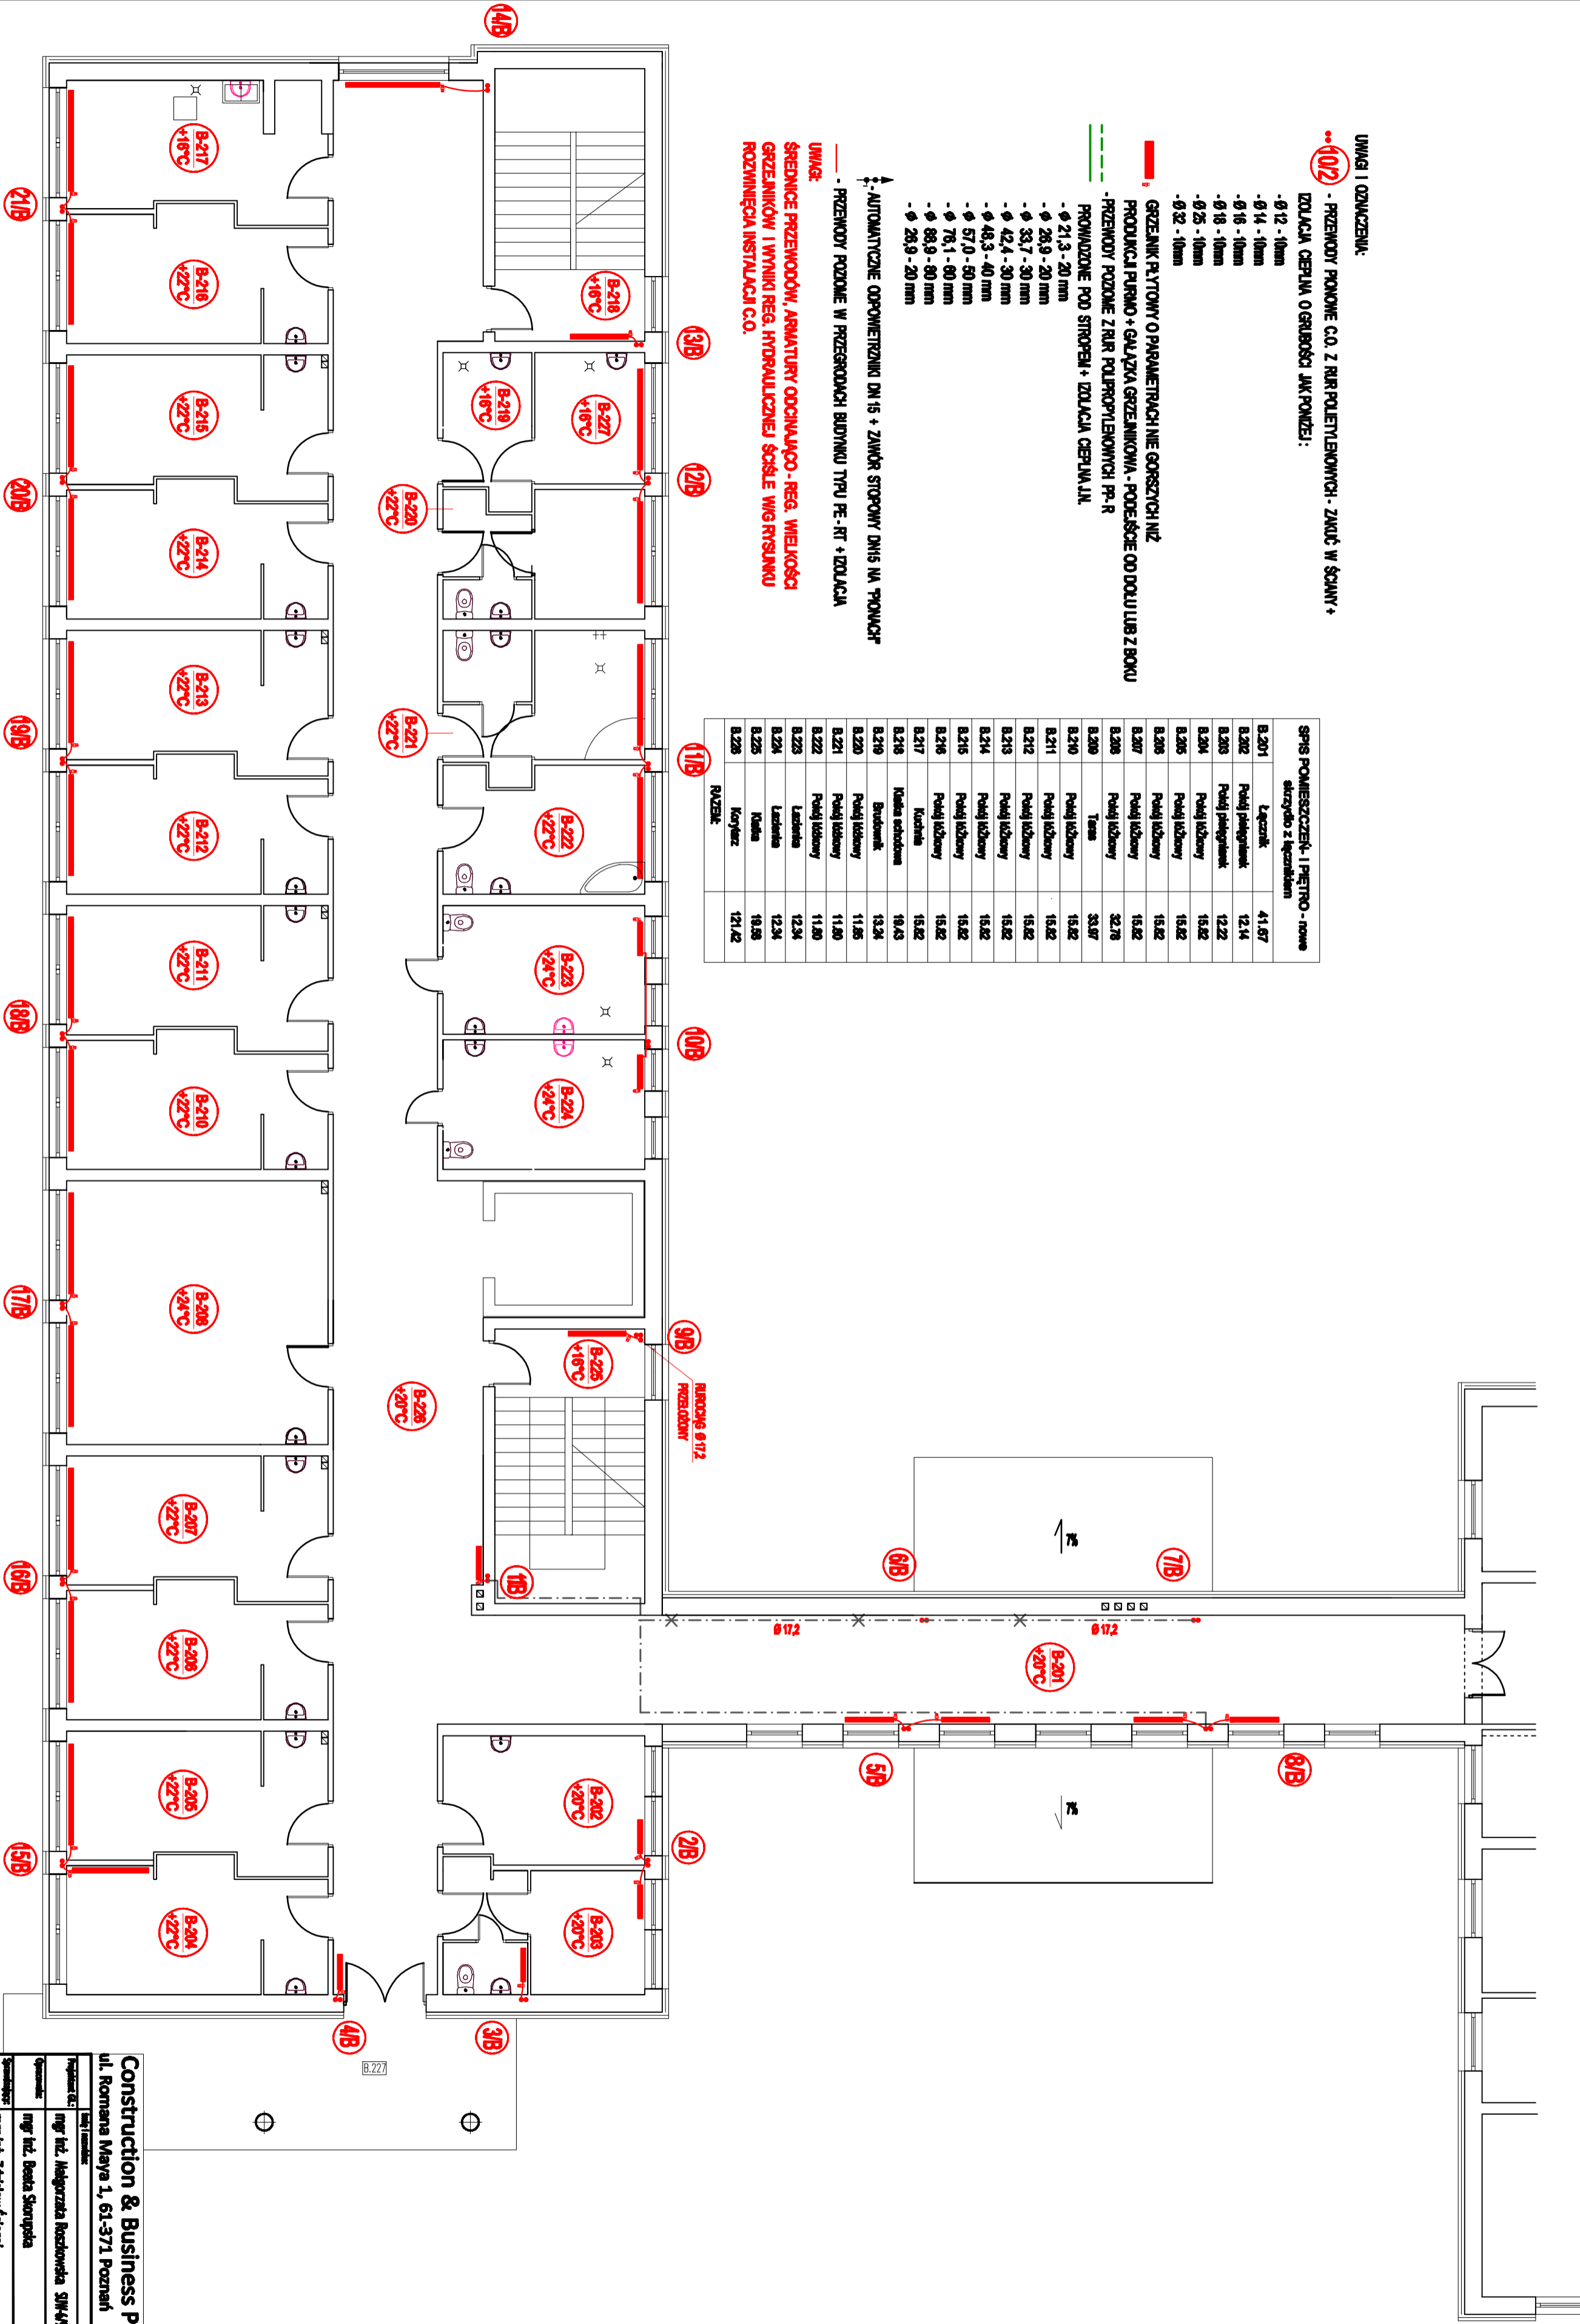 UWAGI I OZNACZENIA:
10/2 - PRZEWODY PIONOWE C.O. Z RUR POLIETYLENOWYCH - ZAKUĆ W ŚCIANY +
IZOLACJA CIEPLNA O GRUBOŚCI JAK PONIŻEJ :
- Ø 12 - 10mm
- Ø 14 - 10mm
- Ø 16 - 10mm
- Ø 18 - 10mm
- Ø 25 - 10mm
- Ø 32 - 10mm
GRZEJNIK PŁYTOWY O PARAMETRACH NIE GORSZYCH NIŻ
PRODUKCJI PURMO + GAŁĄZKA GRZEJNIKOWA - PODEJŚCIE OD DOŁU LUB Z BOKU
- PRZEWODY POZIOME Z RUR POLIPROPYLENOWYCH PP-R
PROWADZONE POD STROPEM + IZOLACJA CIEPLNA J.N.
- Ø 21,3 - 20 mm
- Ø 26,9 - 20 mm
- Ø 33,7 - 30 mm
- Ø 42,4 - 30 mm
- Ø 48,3 - 40 mm
- Ø 57,0 - 50 mm
- Ø 76,1 - 60 mm
- Ø 88,9 - 80 mm
- Ø 26,9 - 20 mm
- AUTOMATYCZNE ODPOWIETRZNIKI DN 15 + ZAWÓR STOPOWY DN15 NA "PIONACH"
- PRZEWODY POZIOME W PRZEGRODACH BUDYNKU TYPU PE - RT + IZOLACJA
UWAGI:
ŚREDNICE PRZEWODÓW, ARMATURY ODCINAJĄCO - REG. WIELKOŚCI
GRZEJNIKÓW I WYNIKI REG. HYDRAULICZNEJ ŚCIŚLE W/G RYSUNKU
ROZWINIĘCIA INSTALACJI C.O.
SPIS POMIESZCZEŃ- I PIĘTRO - nowe
skrzydło z łącznikiem
B.201 Łącznik 41.67
B.202 Pokój pielęgniarek 12.14
B.203 Pokój pielęgniarek 12.22
B.204 Pokój łóżkowy 15.82
B.205 Pokój łóżkowy 15.82
B.206 Pokój łóżkowy 15.82
B.207 Pokój łóżkowy 15.82
B.208 Pokój łóżkowy 32.78
B.209 Taras 33.97
B.210 Pokój łóżkowy 15.82
B.211 Pokój łóżkowy 15.82
B.212 Pokój łóżkowy 15.82
B.213 Pokój łóżkowy 15.82
B.214 Pokój łóżkowy 15.82
B.215 Pokój łóżkowy 15.82
B.216 Pokój łóżkowy 15.82
B.217 Kuchnia 15.82
B.218 Klatka schodowa 19.43
B.219 Brudownik 13.24
B.220 Pokój łóżkowy 11.85
B.221 Pokój łóżkowy 11.80
B.222 Pokój łóżkowy 11.80
B.223 Łazienka 12.34
B.224 Łazienka 12.34
B.225 Klatka 19.58
B.226 Korytarz 121.42
RAZEM:
14/B
13/B
12/B
11/B
10/B
9/B
RUROCIĄG Ø 17,2
PRZEŁOŻONY
6/B
7/B
7%
Ø 17,2
Ø 17,2
B-201
+20°C
5/B
8/B
7%
2/B
1/B
B-218
+16°C
B-227
+16°C
B-219
+16°C
B-220
+22°C
B-221
+22°C
B-222
+22°C
B-223
+24°C
B-224
+24°C
B-225
+16°C
B-226
+20°C
B-202
+20°C
B-203
+20°C
B-217
+16°C
B-216
+22°C
B-215
+22°C
B-214
+22°C
B-213
+22°C
B-212
+22°C
B-211
+22°C
B-210
+22°C
B-208
+24°C
B-207
+22°C
B-206
+22°C
B-205
+22°C
B-204
+22°C
21/B
20/B
19/B
18/B
17/B
16/B
15/B
4/B
3/B
B.227
Construction & Business P
ul. Romana Maya 1, 61-371 Poznań
Imię i nazwisko:
Projektant Gł.: mgr inż. Małgorzata Roszkowska
Opracowała: mgr inż. Beata Skorupska
Sprawdzający: